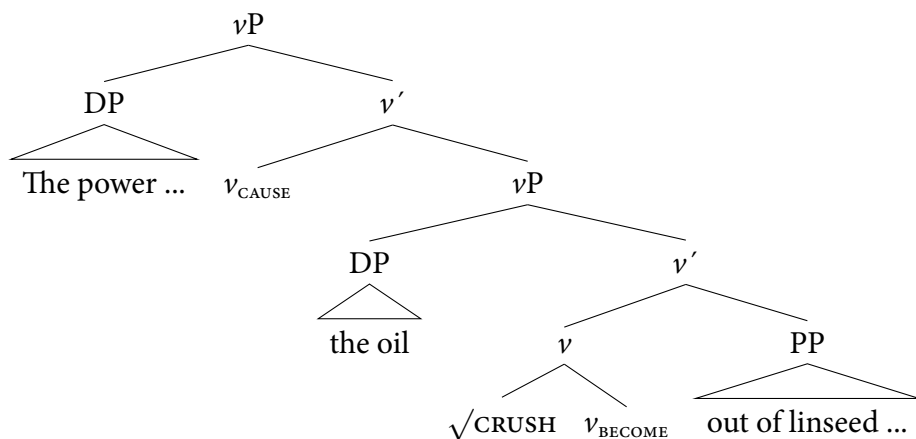 vP
DP v′
The power ... vCAUSE vP
DP v′
the oil v PP
√CRUSH vBECOME out of linseed ...